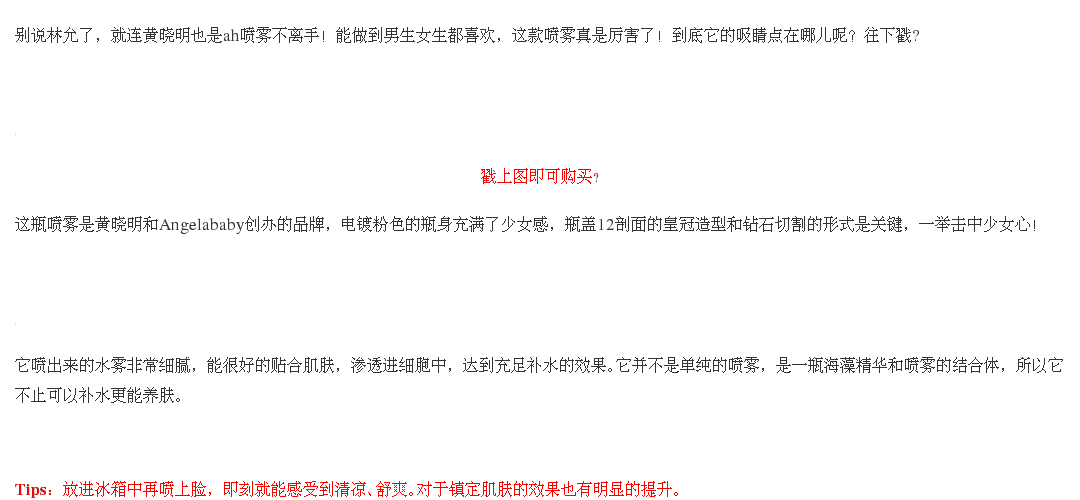 别说林允了，就连黄晓明也是ah喷雾不离手！能做到男生女生都喜欢，这款喷雾真是厉害了！到底它的吸睛点在哪儿呢？往下戳?
戳上图即可购买?
这瓶喷雾是黄晓明和Angelababy创办的品牌，电镀粉色的瓶身充满了少女感，瓶盖12剖面的皇冠造型和钻石切割的形式是关键，一举击中少女心！
它喷出来的水雾非常细腻，能很好的贴合肌肤，渗透进细胞中，达到充足补水的效果。它并不是单纯的喷雾，是一瓶海藻精华和喷雾的结合体，所以它
不止可以补水更能养肤。
Tips：放进冰箱中再喷上脸，即刻就能感受到清凉、舒爽。对于镇定肌肤的效果也有明显的提升。